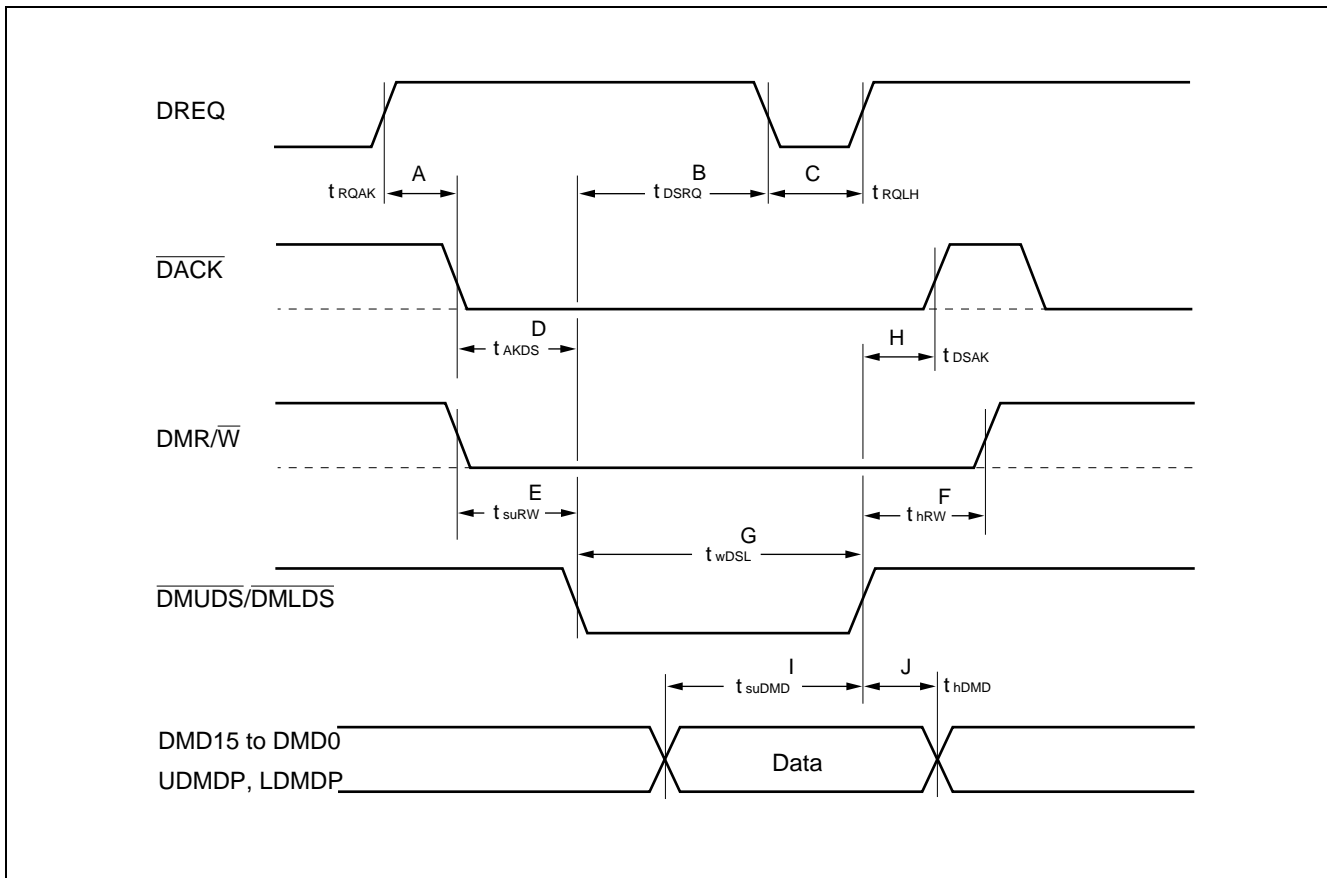 DREQ
A
B
C
t RQAK
t DSRQ
t RQLH
DACK
D
t AKDS
H
t DSAK
DMR/W
E
t suRW
F
t hRW
G
t wDSL
DMUDS/DMLDS
I
t suDMD
J
t hDMD
DMD15 to DMD0
UDMDP, LDMDP
Data